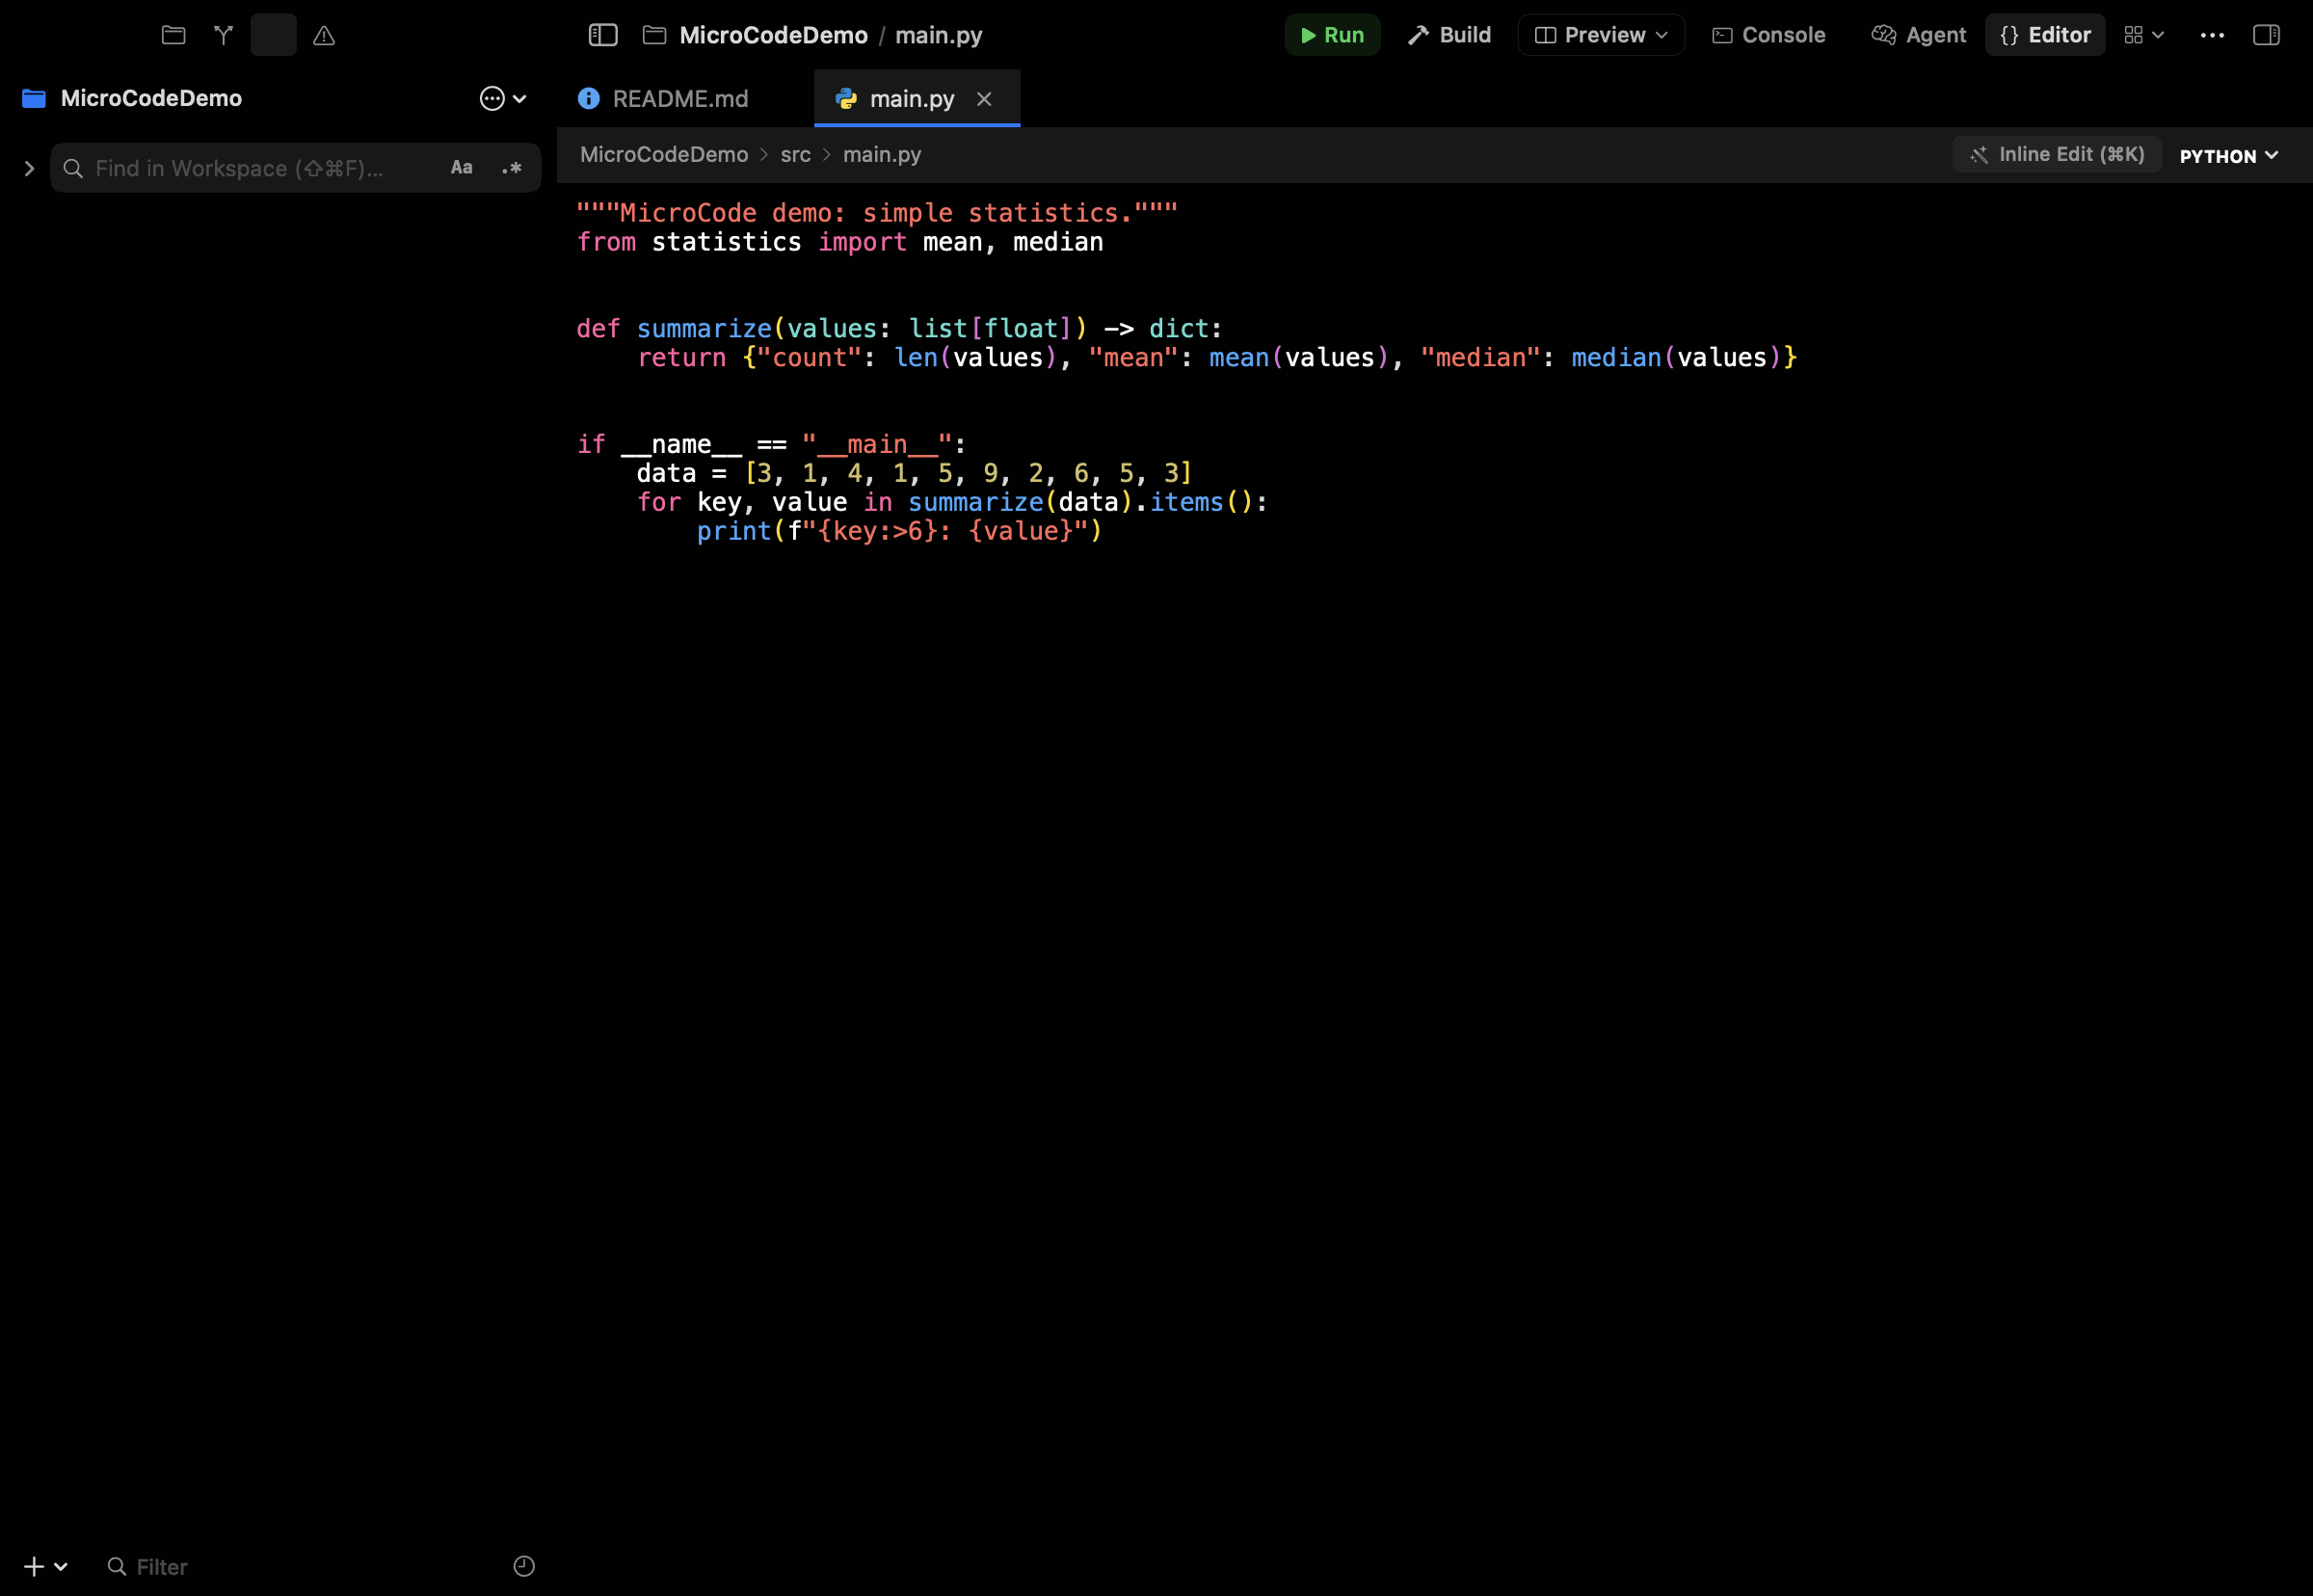 MicroCodeDemo / main.py
Run
Build
Preview
Console
Agent
{} Editor
MicroCodeDemo
README.md
main.py
Find in Workspace (⇧⌘F)...
Aa
.*
MicroCodeDemo > src > main.py
Inline Edit (⌘K)
PYTHON
"""MicroCode demo: simple statistics."""
from statistics import mean, median
def summarize(values: list[float]) -> dict:
    return {"count": len(values), "mean": mean(values), "median": median(values)}
if __name__ == "__main__":
    data = [3, 1, 4, 1, 5, 9, 2, 6, 5, 3]
    for key, value in summarize(data).items():
        print(f"{key:>6}: {value}")
Filter